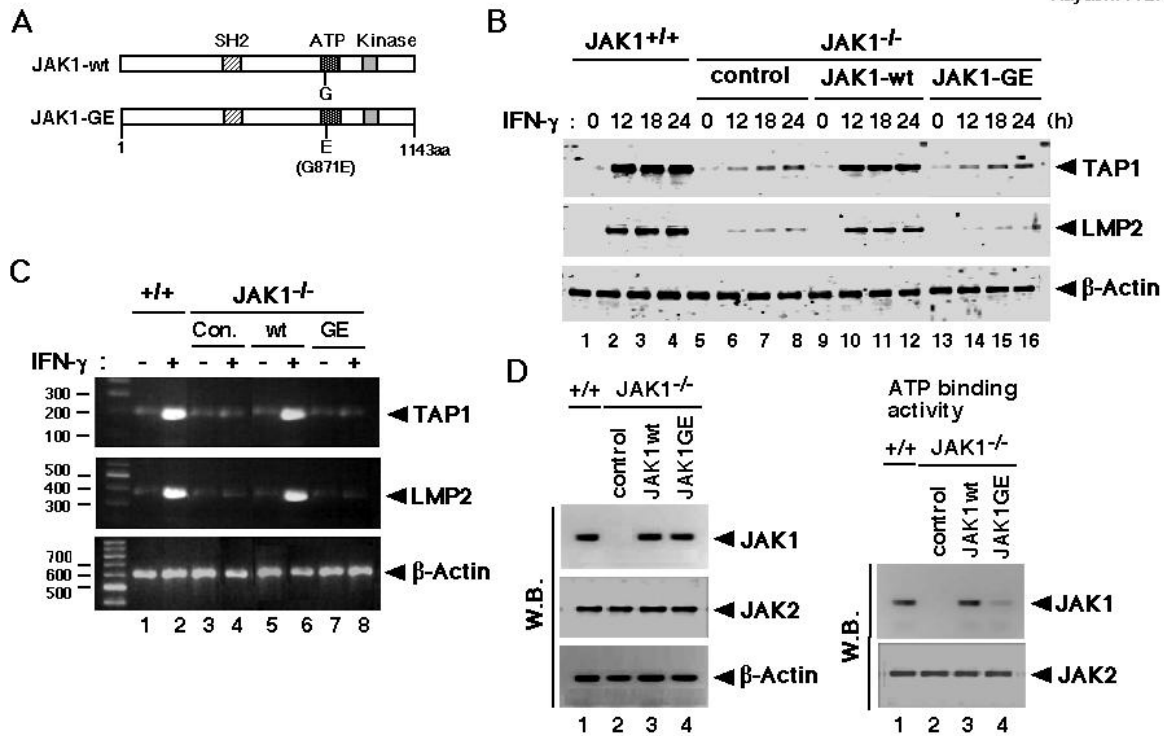 A
SH2 ATP Kinase
JAK1-wt
G
JAK1-GE
1 E 1143aa
(G871E)
B
JAK1+/+ JAK1-/-
control JAK1-wt JAK1-GE
IFN-γ : 0 12 18 24 0 12 18 24 0 12 18 24 0 12 18 24 (h)
TAP1
LMP2
β-Actin
1 2 3 4 5 6 7 8 9 10 11 12 13 14 15 16
C
+/+ JAK1-/-
Con. wt GE
IFN-γ : - + - + - + - +
300
200
100
TAP1
500
400
300
LMP2
700
600
500
β-Actin
1 2 3 4 5 6 7 8
D
+/+ JAK1-/-
control JAK1wt JAK1GE
W.B.
JAK1
JAK2
β-Actin
1 2 3 4
ATP binding
activity
+/+ JAK1-/-
control JAK1wt JAK1GE
W.B.
JAK1
JAK2
1 2 3 4